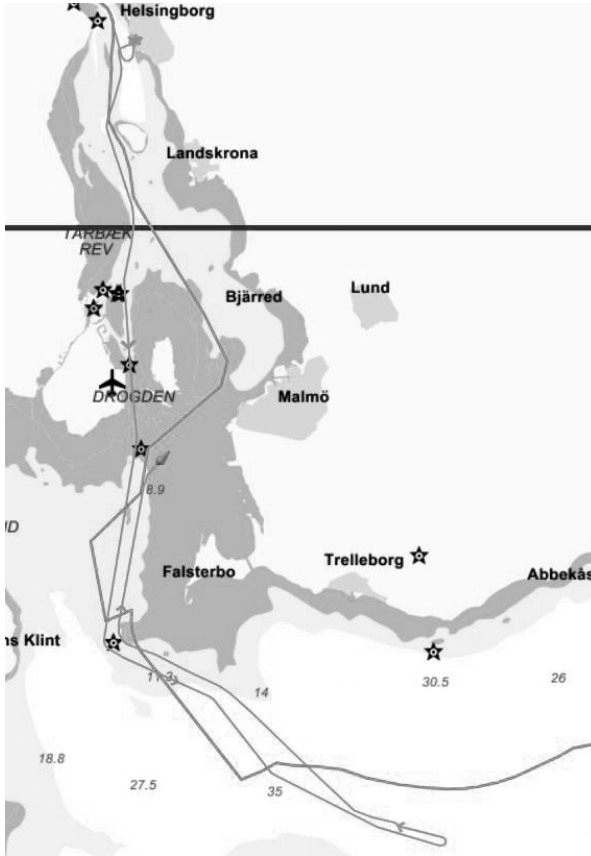 Helsingborg
Landskrona
TARBÆK
REV
Bjärred
Lund
DROGDEN
Malmö
8.9
ID
Falsterbo
Trelleborg
Abbekås
ns Klint
14
30.5
26
18.8
27.5
35